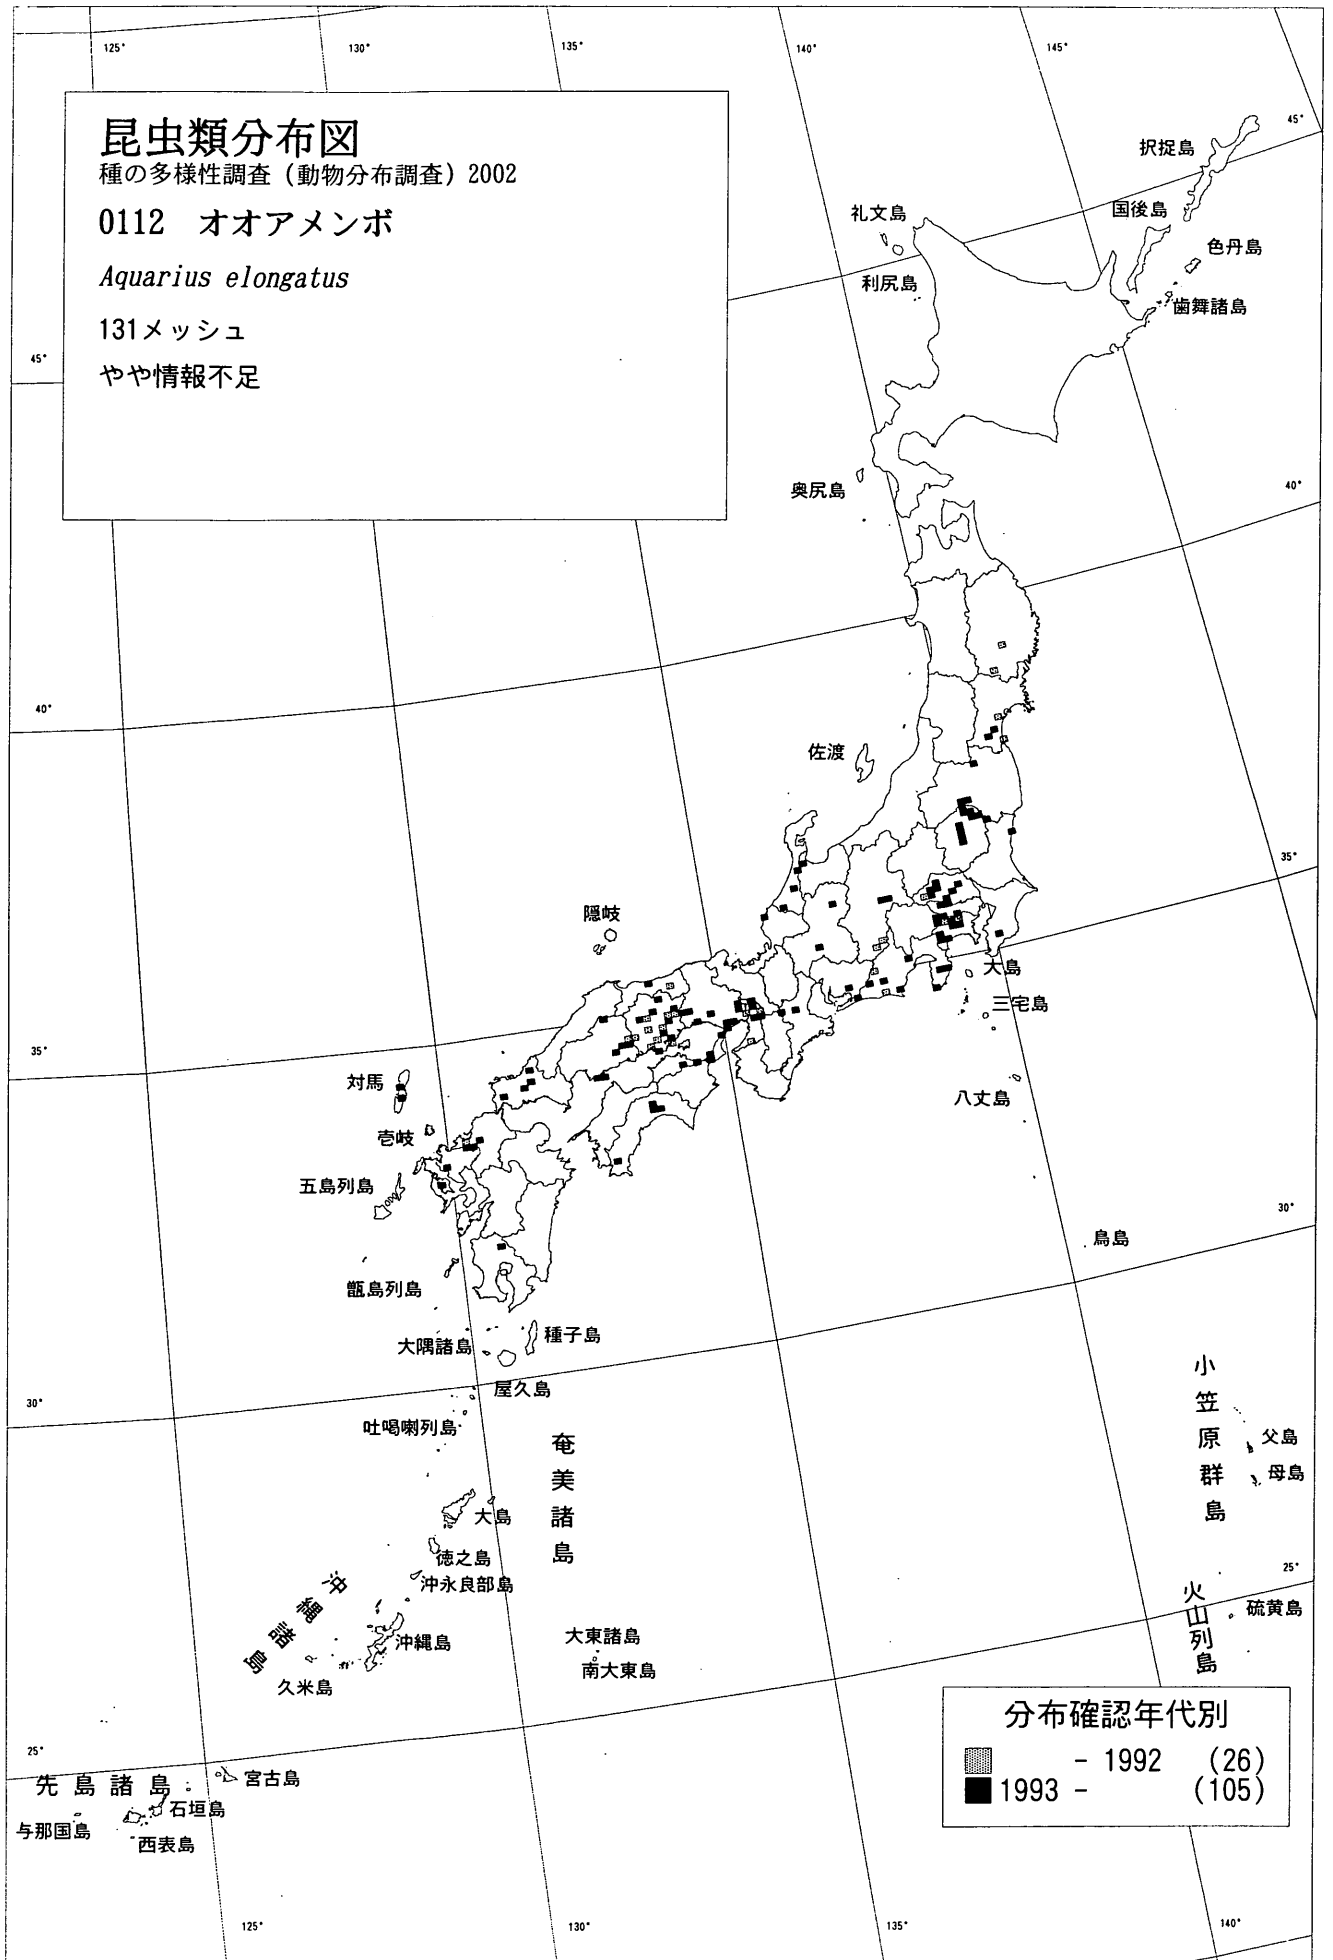 125°
130°
135°
140°
145°
昆虫類分布図
種の多様性調査（動物分布調査）2002
0112 オオアメンボ
Aquarius elongatus
131メッシュ
やや情報不足
45°
択捉島
国後島
礼文島
色丹島
利尻島
歯舞諸島
45°
奥尻島
40°
40°
佐渡
35°
隠岐
大島
三宅島
35°
対馬
八丈島
壱岐
五島列島
30°
鳥島
甑島列島
種子島
大隅諸島
屋久島
30°
吐喝喇列島
小笠原群島
父島
母島
奄美諸島
大島
徳之島
沖永良部島
25°
沖縄諸島
火山列島
硫黄島
沖縄島
大東諸島
南大東島
久米島
分布確認年代別
- 1992 (26)
1993 - (105)
25°
先島諸島
宮古島
石垣島
与那国島
西表島
125°
130°
135°
140°